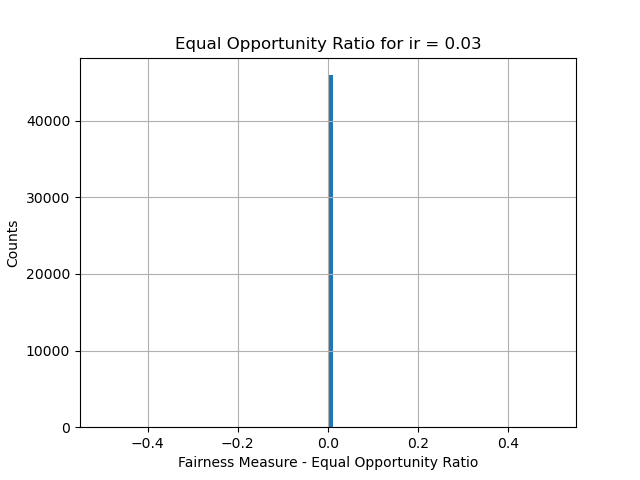 Equal Opportunity Ratio for ir = 0.03
Counts
40000
30000
20000
10000
0
−0.4 −0.2 0.0 0.2 0.4
Fairness Measure - Equal Opportunity Ratio